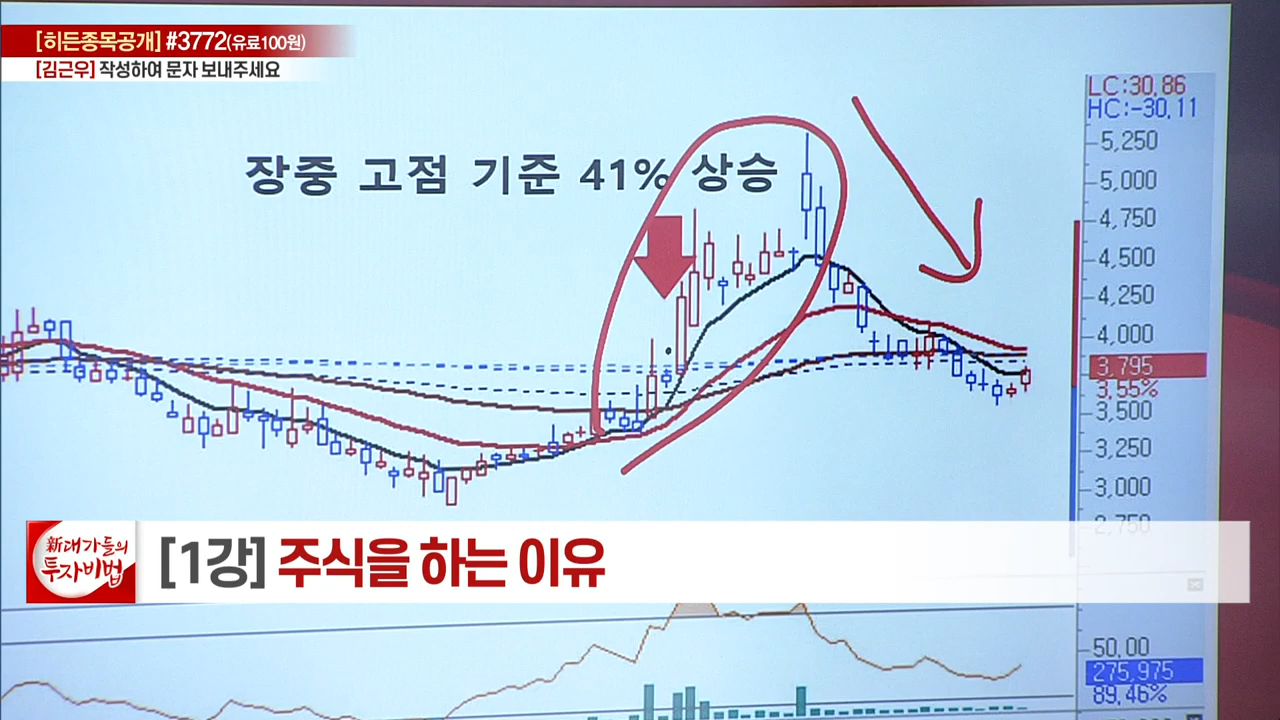 [히든종목공개] #3772(유료100원)
[김근우] 작성하여 문자 보내주세요
LC:30.86
HC:-30.11
장중 고점 기준 41% 상승
5,250
5,000
4,750
4,500
4,250
4,000
3,795
3.55%
3,500
3,250
3,000
2,750
新대가들의
투자비법
[1강] 주식을 하는 이유
50.00
275,975
89.46%